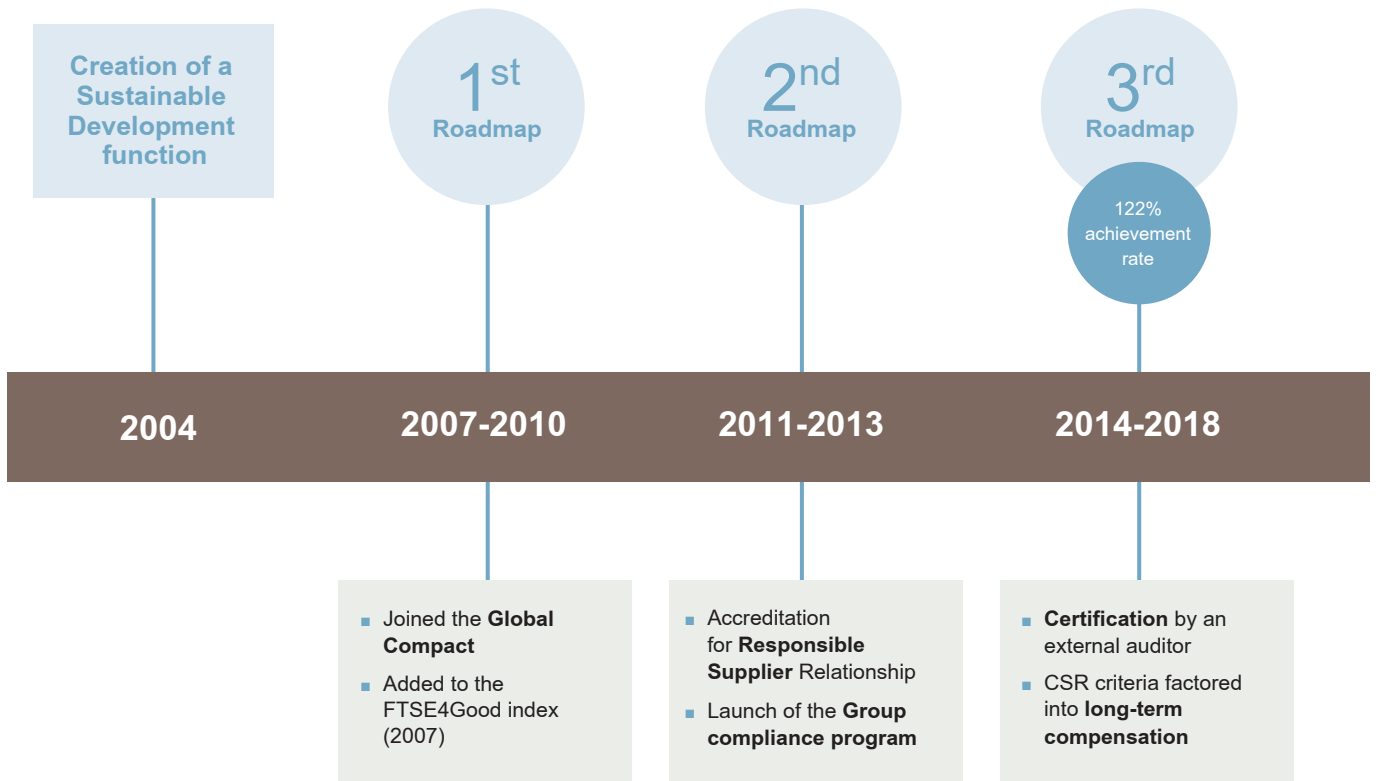 Creation of a
Sustainable
Development
function
1st
Roadmap
2nd
Roadmap
3rd
Roadmap
122%
achievement
rate
2004
2007-2010
2011-2013
2014-2018
▪ Joined the Global
Compact
▪ Added to the
FTSE4Good index
(2007)
▪ Accreditation
for Responsible
Supplier Relationship
▪ Launch of the Group
compliance program
▪ Certification by an
external auditor
▪ CSR criteria factored
into long-term
compensation